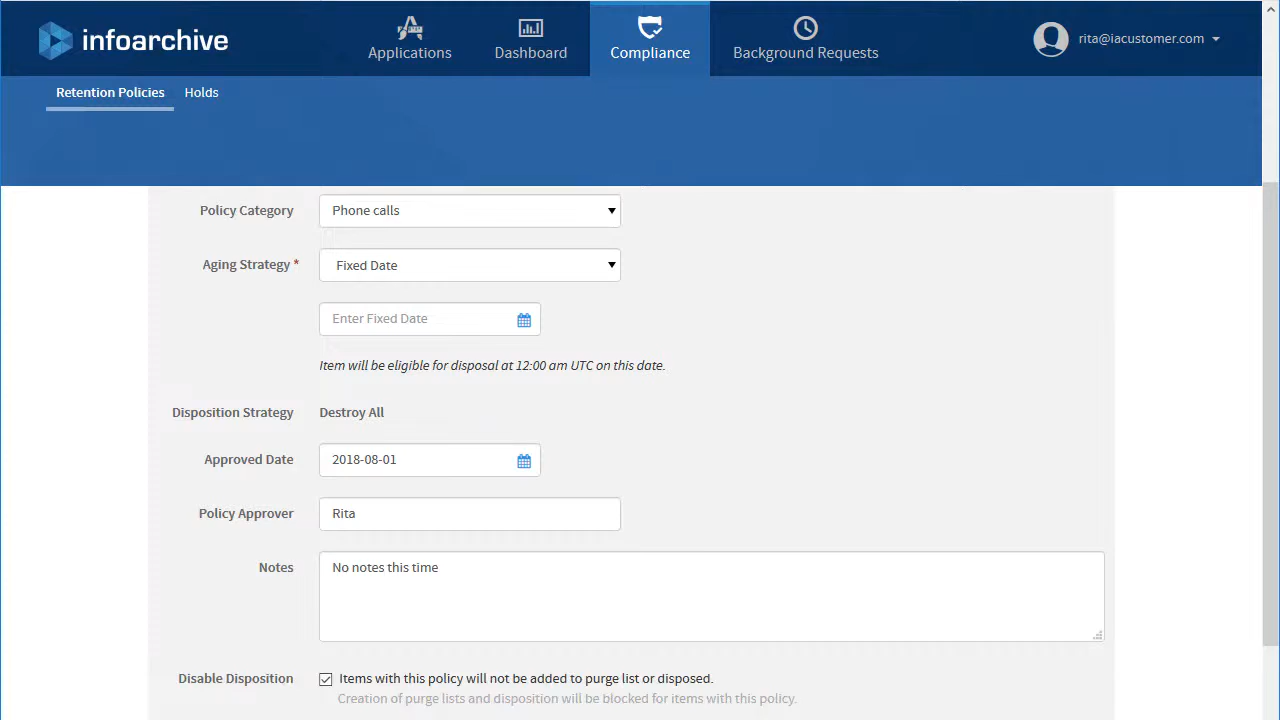 infoarchive
Applications
Dashboard
Compliance
Background Requests
rita@iacustomer.com
Retention Policies
Holds
Policy Category
Phone calls
Aging Strategy *
Fixed Date
Enter Fixed Date
Item will be eligible for disposal at 12:00 am UTC on this date.
Disposition Strategy
Destroy All
Approved Date
2018-08-01
Policy Approver
Rita
Notes
No notes this time
Disable Disposition
Items with this policy will not be added to purge list or disposed.
Creation of purge lists and disposition will be blocked for items with this policy.